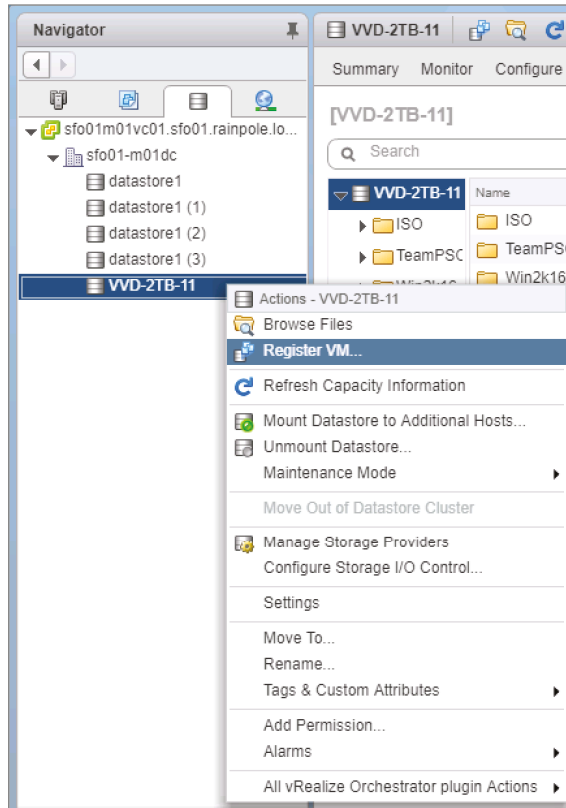 Navigator
VVD-2TB-11
Summary Monitor Configure
sfo01m01vc01.sfo01.rainpole.lo...
[VVD-2TB-11]
sfo01-m01dc
Search
datastore1
VVD-2TB-11 Name
datastore1 (1)
ISO ISO
datastore1 (2)
TeamPSC TeamPS
datastore1 (3)
Win2k16
VVD-2TB-11
Actions - VVD-2TB-11
Browse Files
Register VM...
Refresh Capacity Information
Mount Datastore to Additional Hosts...
Unmount Datastore...
Maintenance Mode
Move Out of Datastore Cluster
Manage Storage Providers
Configure Storage I/O Control...
Settings
Move To...
Rename...
Tags & Custom Attributes
Add Permission...
Alarms
All vRealize Orchestrator plugin Actions